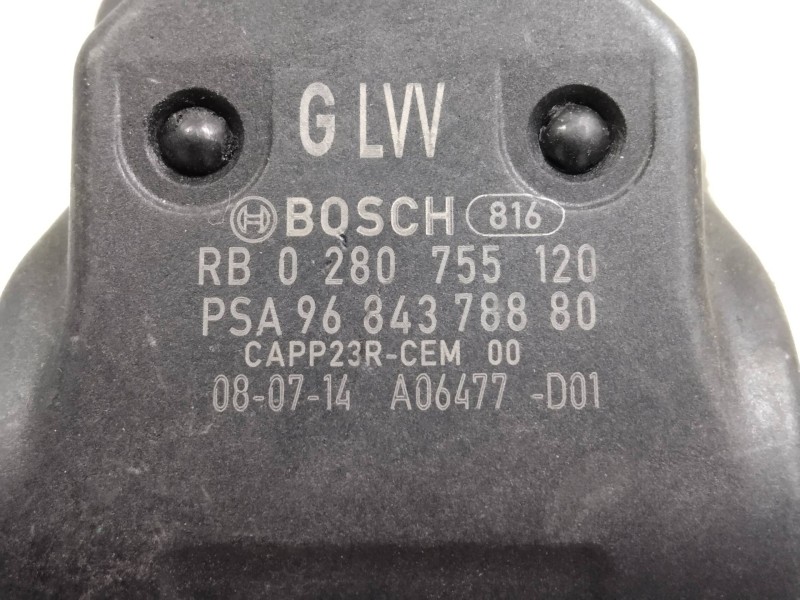 G LVV
BOSCH 816
RB 0 280 755 120
PSA 96 843 788 80
CAPP23R-CEM 00
08-07-14 A06477 -D01